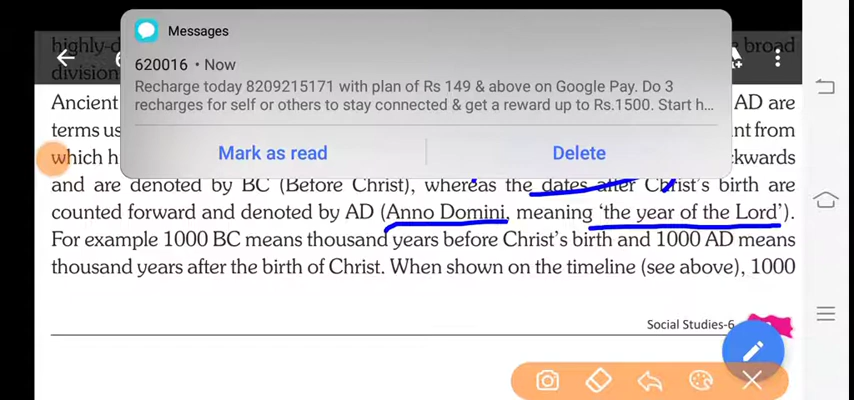 Messages
620016 • Now
Recharge today 8209215171 with plan of Rs 149 & above on Google Pay. Do 3
recharges for self or others to stay connected & get a reward up to Rs.1500. Start h...
Mark as read
Delete
highly-d broad
division
Ancient AD are
terms us nt from
which h ckwards
and are denoted by BC (Before Christ), whereas the dates after Christ's birth are
counted forward and denoted by AD (Anno Domini, meaning 'the year of the Lord').
For example 1000 BC means thousand years before Christ's birth and 1000 AD means
thousand years after the birth of Christ. When shown on the timeline (see above), 1000
Social Studies-6